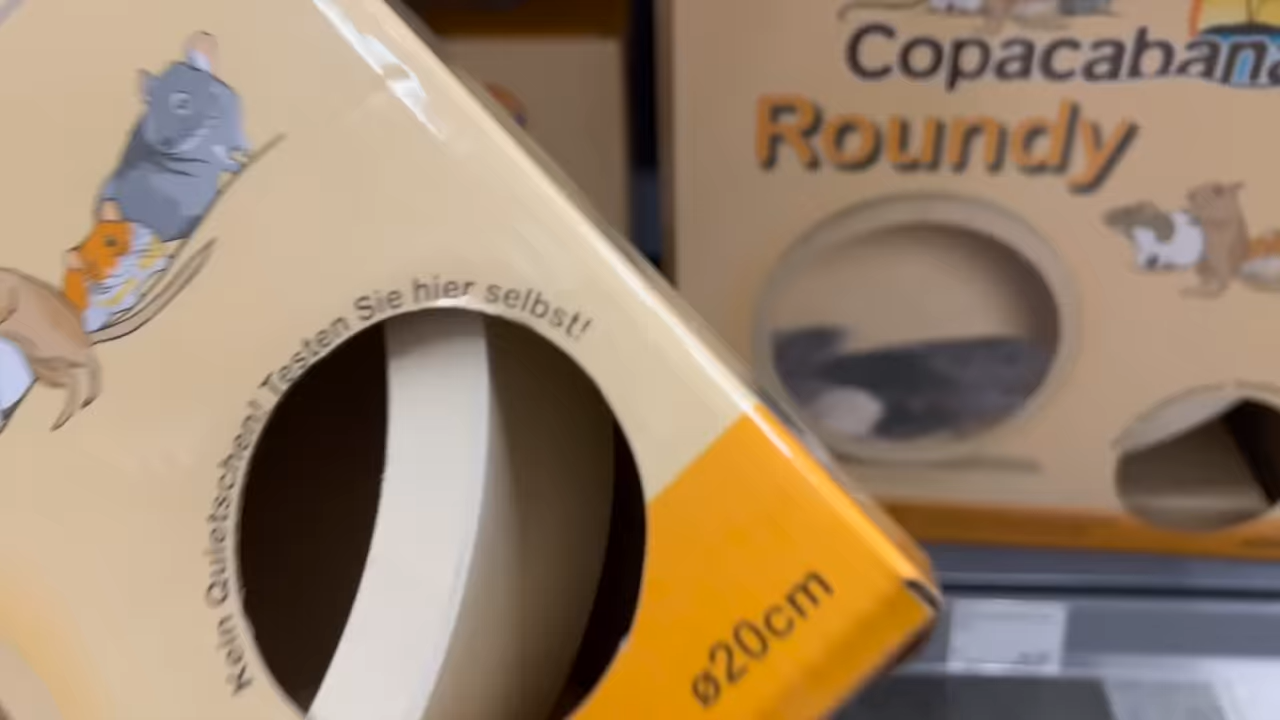 Copacabana
Roundy
Kein Quietschen! Testen Sie hier selbst!
ø20cm